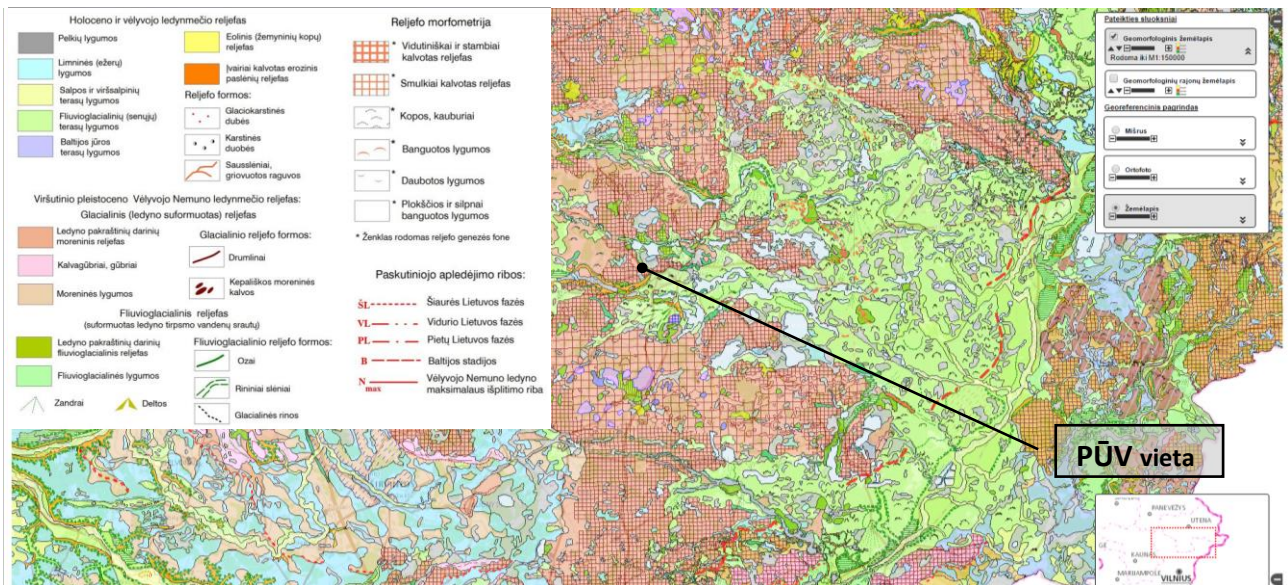 Holoceno ir vėlyvojo ledynmečio reljefas
Pelkių lygumos
Limninės (ežerų)
lygumos
Salpos ir viršsalpinių
terasų lygumos
Fliuvioglacialinių (senųjų)
terasų lygumos
Baltijos jūros
terasų lygumos
Eolinis (žemyninių kopų)
reljefas
Įvairiai kalvotas erozinis
paslėnių reljefas
Reljefo formos:
Glaciokarstinės
dubės
Karstinės
duobės
Sausslėniai,
griovuotos raguvos
Viršutinio pleistoceno Vėlyvojo Nemuno ledynmečio reljefas:
Glacialinis (ledyno suformuotas) reljefas
Ledyno pakraštinių darinių
moreninis reljefas
Kalvagūbriai, gūbriai
Moreninės lygumos
Glacialinio reljefo formos:
Drumlinai
Kepališkos moreninės
kalvos
Fliuvioglacialinis reljefas
(suformuotas ledyno tirpsmo vandenų srautų)
Ledyno pakraštinių darinių
fliuvioglacialinis reljefas
Fliuvioglacialinės lygumos
Zandrai
Deltos
Fliuvioglacialinio reljefo formos:
Ozai
Rininiai slėniai
Glacialinės rinos
Reljefo morfometrija
* Vidutiniškai ir stambiai
kalvotas reljefas
* Smulkiai kalvotas reljefas
* Kopos, kauburiai
* Banguotos lygumos
* Daubotos lygumos
* Plokščios ir silpnai
banguotos lygumos
* Ženklas rodomas reljefo genezės fone
Paskutiniojo apledėjimo ribos:
ŠL Šiaurės Lietuvos fazės
VL Vidurio Lietuvos fazės
PL Pietų Lietuvos fazės
B Baltijos stadijos
N max Vėlyvojo Nemuno ledyno
maksimalaus išplitimo riba
Pateikties sluoksniai
Geomorfologinis žemėlapis
Rodoma iki M1:150000
Geomorfologinių rajonų žemėlapis
Georeferencinis pagrindas
Mišrus
Ortofoto
Žemėlapis
PŪV vieta
PANEVĖŽYS
UTENA
KAUNAS
MARIJAMPOLĖ
VILNIUS